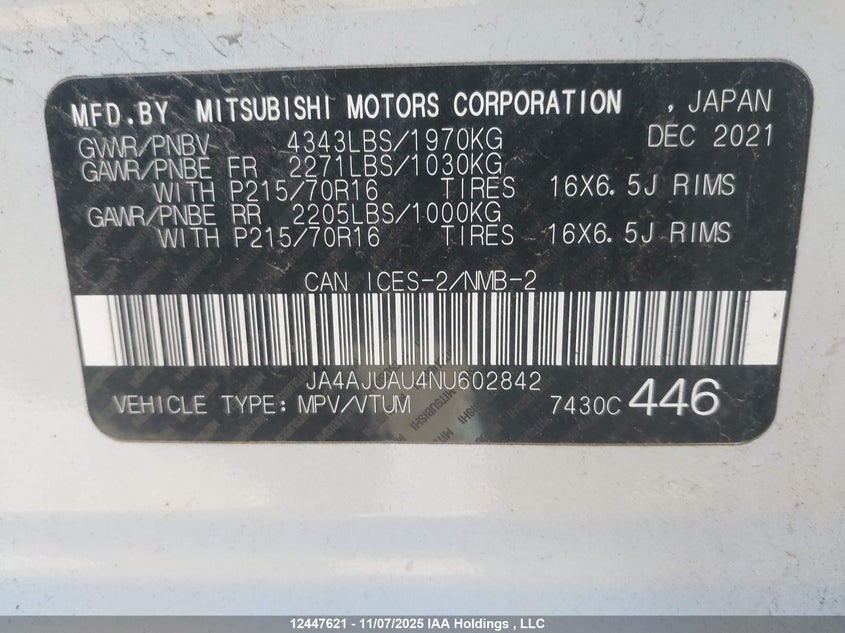 MFD.BY MITSUBISHI MOTORS CORPORATION , JAPAN
GVWR/PNBV 4343LBS/1970KG DEC 2021
GAWR/PNBE FR 2271LBS/1030KG
WITH P215/70R16 TIRES 16X6.5J RIMS
GAWR/PNBE RR 2205LBS/1000KG
WITH P215/70R16 TIRES 16X6.5J RIMS
CAN ICES-2/NMB-2
JA4AJUAU4NU602842
VEHICLE TYPE: MPV/VTUM 7430C 446
12447621 - 11/07/2025 IAA Holdings , LLC